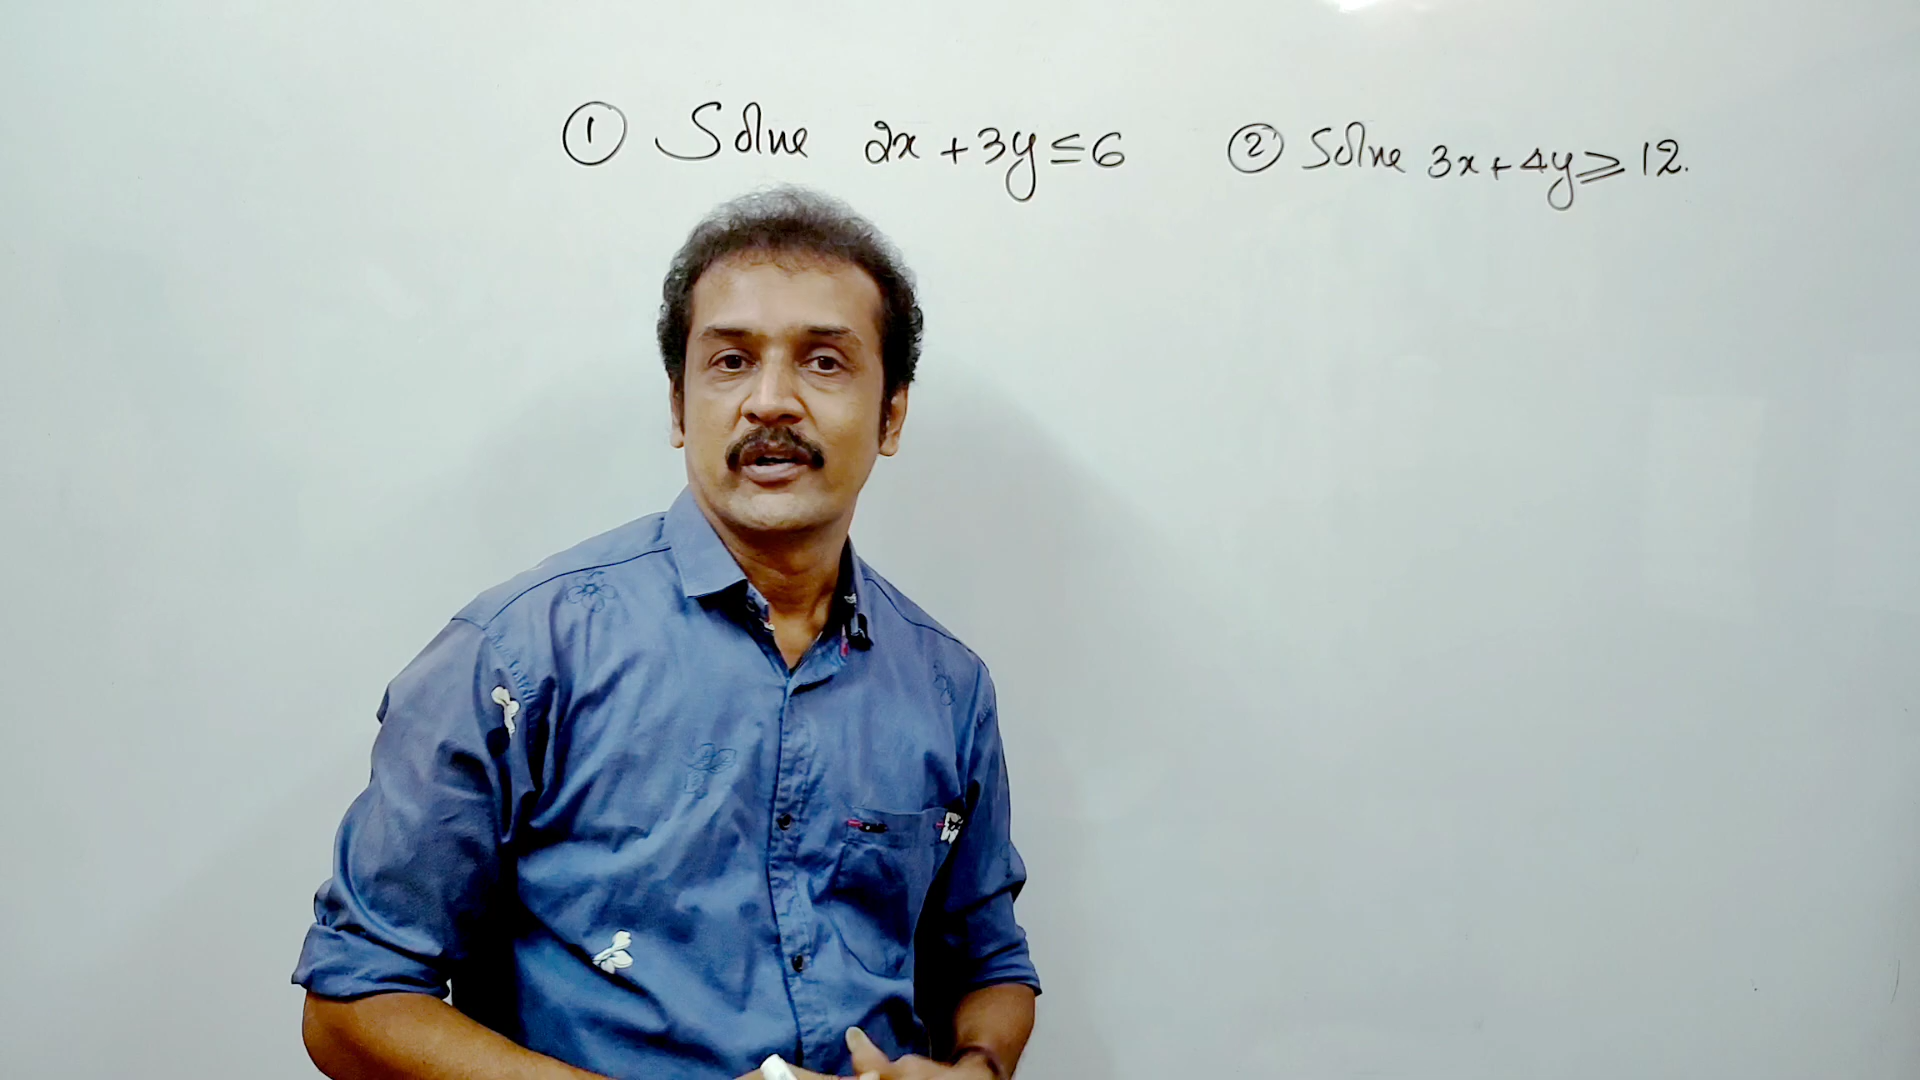 ① Solve 2x + 3y ≤ 6
② Solve 3x + 4y ⩾ 12.